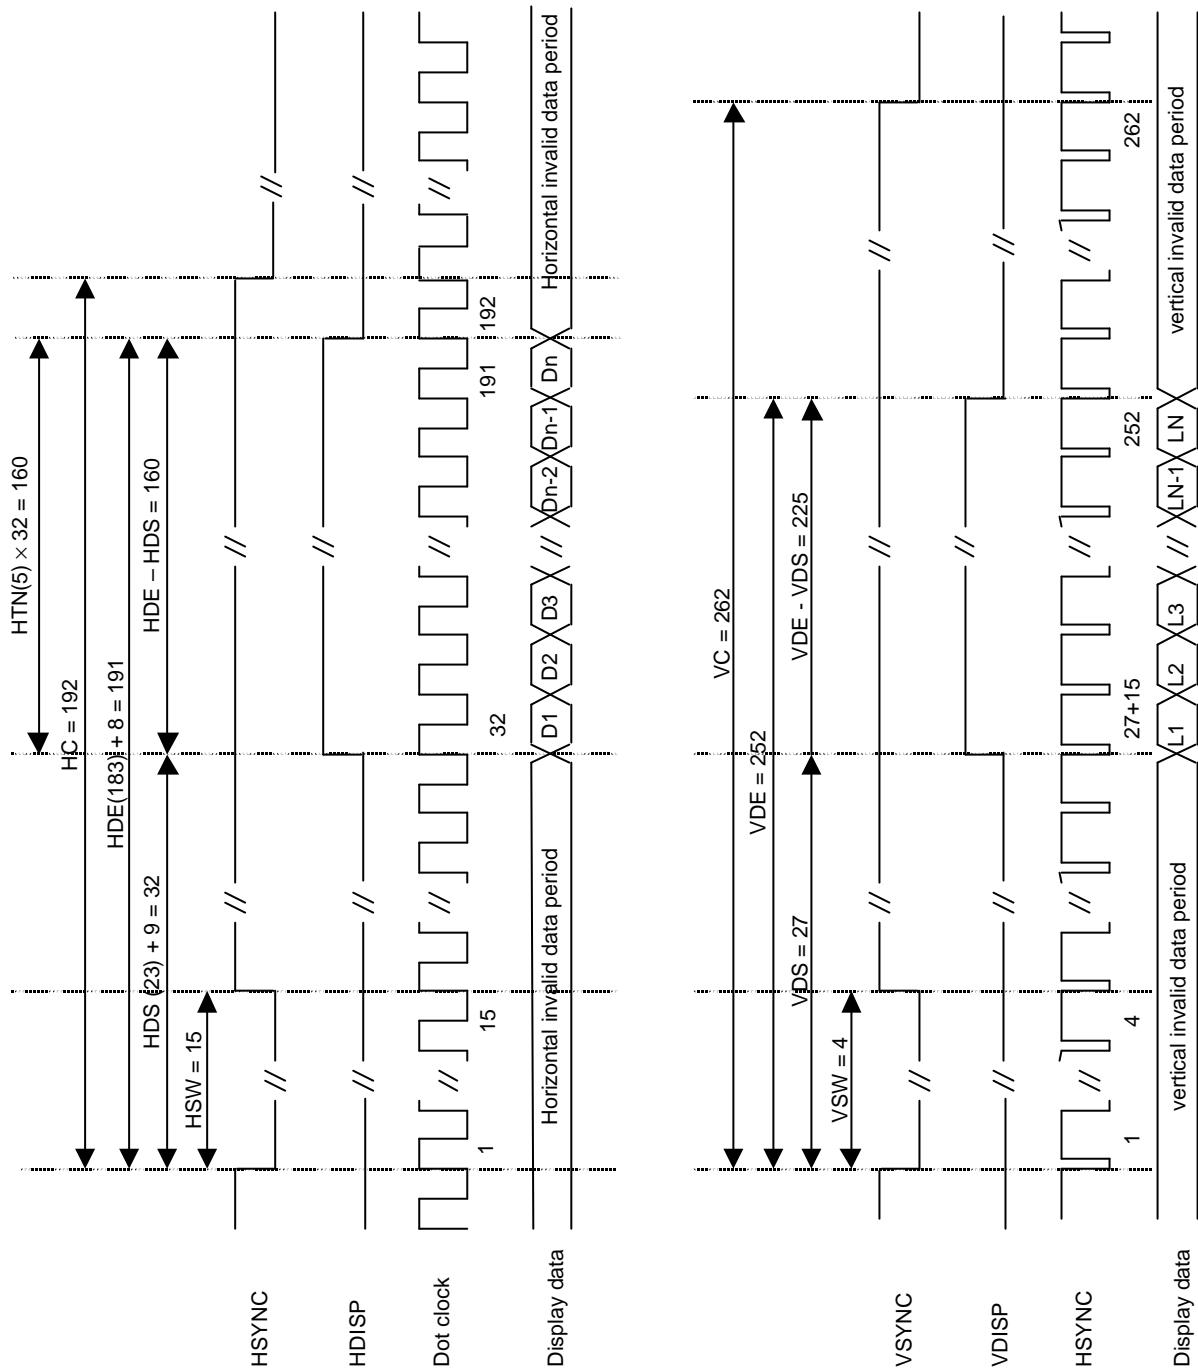 HTN(5) × 32 = 160
HC = 192
HDE(183) + 8 = 191
HDS (23) + 9 = 32
HDE – HDS = 160
HSW = 15
HSYNC
//
//
//
//
HDISP
//
//
//
//
Dot clock
//
//
//
//
1
15
32
191
192
Display data
Horizontal invalid data period
D1
D2
D3
//
Dn-2
Dn-1
Dn
Horizontal invalid data period
VC = 262
VDE = 252
VDS = 27
VDE - VDS = 225
VSW = 4
VSYNC
//
//
//
//
VDISP
//
//
//
//
HSYNC
//
//
//
//
1
4
27+15
252
262
Display data
vertical invalid data period
L1
L2
L3
//
LN-1
LN
vertical invalid data period